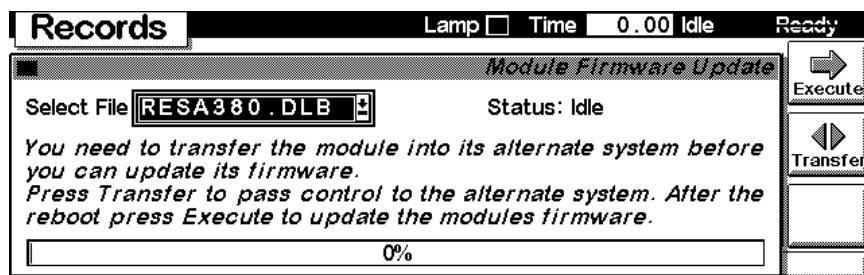 Records
Lamp Time 0.00 Idle Ready
Module Firmware Update
Select File RESA380.DLB Status: Idle
Execute
You need to transfer the module into its alternate system before
you can update its firmware.
Press Transfer to pass control to the alternate system. After the
reboot press Execute to update the modules firmware.
Transfer
0%